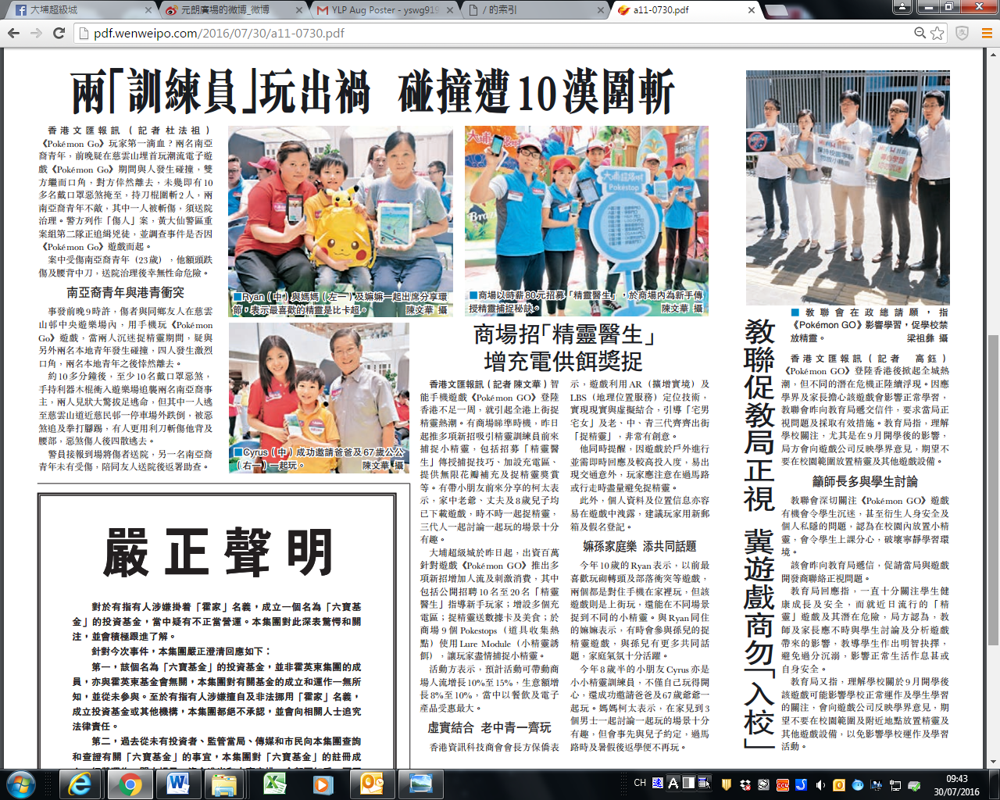 大埔超級城
元朗廣場的微博_微博
YLP Aug Poster - yswg919
/ 的索引
a11-0730.pdf
pdf.wenweipo.com/2016/07/30/a11-0730.pdf
兩「訓練員」玩出禍 碰撞遭10漢圍斬
香港文匯報訊(記者 杜法祖)
《Pokémon Go》玩家第一滴血?兩名南亞
裔青年,前晚疑在慈雲山埋首玩潮流電子遊
戲《Pokémon Go》期間與人發生碰撞,雙
方繼而口角,對方悻然離去,未幾即有10
多名戴口罩惡煞掩至,持刀棍圍斬2人,兩
南亞裔青年不敵,其中一人被斬傷,須送院
治理。警方列作「傷人」案,黃大仙警區重
案組第二隊正追緝兇徒,並調查事件是否因
《Pokémon Go》遊戲而起。
案中受傷南亞裔青年(23歲),他額頭跌
傷及腰背中刀,送院治理後幸無性命危險。
南亞裔青年與港青衝突
事發前晚9時許,傷者與同鄉友人在慈雲
山邨中央遊樂場內,用手機玩《Pokémon
Go》遊戲,當兩人沉迷捉精靈期間,疑與
另外兩名本地青年發生碰撞,四人發生激烈
口角,兩名本地青年之後悻然離去。
約10多分鐘後,至少10名戴口罩惡煞,
手持利器木棍衝入遊樂場追襲兩名南亞裔事
主,兩人見狀大驚拔足逃命,但其中一人逃
至慈雲山道近慈民邨一停車場外跌倒,被惡
煞追及拳打腳踢,有人更用利刀斬傷他背及
腰部,惡煞傷人後四散逃去。
警員接報到場將傷者送院,另一名南亞裔
青年未有受傷,陪同友人送院後返署助查。
■Ryan(中)與媽媽(左一)及嫲嫲一起出席分享環
節,表示最喜歡的精靈是比卡超。 陳文華 攝
■Cyrus(中)成功邀請爸爸及67歲公公
(右一)一起玩。 陳文華 攝
大埔超級城
Pokéstop
■商場以時薪80元招募「精靈醫生」,於商場內為新手傳
授精靈捕捉秘訣。 陳文華 攝
商場招「精靈醫生」
增充電供餌獎捉
香港文匯報訊(記者 陳文華)智
能手機遊戲《Pokémon GO》登陸
香港不足一周,就引起全港上街捉
精靈熱潮。有商場睇準時機,昨日
起推多項新招吸引精靈訓練員前來
捕捉小精靈,包括招募「精靈醫
生」傳授捕捉技巧、加設充電區、
提供無限花瓣補充及捉精靈獎賞
等。有帶小朋友前來分享的柯太表
示,家中老爺、丈夫及8歲兒子均
已下載遊戲,時不時一起捉精靈,
三代人一起討論一起玩的場景十分
有趣。
大埔超級城於昨日起,出資百萬
針對遊戲《Pokémon GO》推出多
項新招增加人流及刺激消費,其中
包括公開招聘10名至20名「精靈
醫生」指導新手玩家;增設多個充
電區;捉精靈送數據卡及美食;於
商場9個Pokestops(道具收集熱
點)使用Lure Module(小精靈誘
餌),讓玩家盡情捕捉小精靈。
活動方表示,預計活動可帶動商
場人流增長10%至15%,生意額增
長8%至10%,當中以餐飲及電子
產品受惠最大。
虛實結合 老中青一齊玩
香港資訊科技商會會長方保僑表
示,遊戲利用AR(擴增實境)及
LBS(地理位置服務)定位技術,
實現現實與虛擬結合,引導「宅男
宅女」及老、中、青三代齊齊出街
「捉精靈」,非常有創意。
他同時提醒,因遊戲於戶外進行
並需即時回應及較高投入度,易出
現交通意外,玩家應注意在過馬路
或行走時盡量避免捉精靈。
此外,個人資料及位置信息亦容
易在遊戲中洩露,建議玩家用新郵
箱及假名登記。
嫲孫家庭樂 添共同話題
今年10歲的Ryan表示,以前最
喜歡玩砌轉頭及部落衝突等遊戲,
兩個都是對住手機在家裡玩,但該
遊戲則是上街玩,還能在不同場景
捉到不同的小精靈。與Ryan同住
的嫲嫲表示,有時會參與孫兒的捉
精靈遊戲,與孫兒有更多共同話
題,家庭氣氛十分活躍。
今年8歲半的小朋友Cyrus亦是
小小精靈訓練員,不僅自己玩得開
心,還成功邀請爸爸及67歲爺爺一
起玩。媽媽柯太表示,在家見到3
個男士一起討論一起玩的場景十分
有趣,但會事先與兒子約定,過馬
路時及暑假後返學便不再玩。
■教聯會在政總請願,指
《Pokémon GO》影響學習,促學校禁
放精靈。 梁祖彝 攝
教聯促教局正視 冀遊戲商勿「入校」
香港文匯報訊(記者 高鈺)
《Pokémon GO》登陸香港後掀起全城熱
潮,但不同的潛在危機正陸續浮現。因應
學界及家長擔心該遊戲會影響正常學習,
教聯會昨向教育局遞交信件,要求當局正
視問題及採取有效措施。教育局指,理解
學校關注,尤其是在9月開學後的影響,
局方會向遊戲公司反映學界意見,期望不
要在校園範圍放置精靈及其他遊戲設備。
籲師長多與學生討論
教聯會深切關注《Pokémon GO》遊戲
有機會令學生沉迷,甚至衍生人身安全及
個人私隱的問題,認為在校園內放置小精
靈,會令學生上課分心,破壞寧靜學習環
境。
該會昨向教育局遞信,促請當局與遊戲
開發商聯絡正視問題。
教育局回應指,一直十分關注學生健
康成長及安全,而就近日流行的「精
靈」遊戲及其潛在危險,局方認為,教
師及家長應不時與學生討論及分析遊戲
帶來的影響,教導學生作出明智抉擇,
避免過分沉溺,影響正常生活作息甚或
自身安全。
教育局又指,理解學校關於9月開學後
該遊戲可能影響學校正常運作及學生學習
的關注,會向遊戲公司反映學界意見,期
望不要在校園範圍及附近地點放置精靈及
其他遊戲設備,以免影響學校運作及學習
活動。
嚴正聲明
對於有指有人涉嫌掛着「霍家」名義,成立一個名為「六寶基
金」的投資基金,當中疑有不正當營運。本集團對此深表驚愕和關
注,並會積極跟進了解。
針對今次事件,本集團嚴正澄清回應如下:
第一,該個名為「六寶基金」的投資基金,並非霍英東集團的成
員,亦與霍英東基金會無關,本集團對有關基金的成立和運作一無所
知,並從未參與。至於有指有人涉嫌擅自及非法挪用「霍家」名義,
成立投資基金或其他機構,本集團都絕不承認,並會向相關人士追究
法律責任。
第二,過去從未有投資者、監管當局、傳媒和市民向本集團查詢
和查證有關「六寶基金」的事宜,本集團對「六寶基金」的註冊成
CH
09:43
30/07/2016